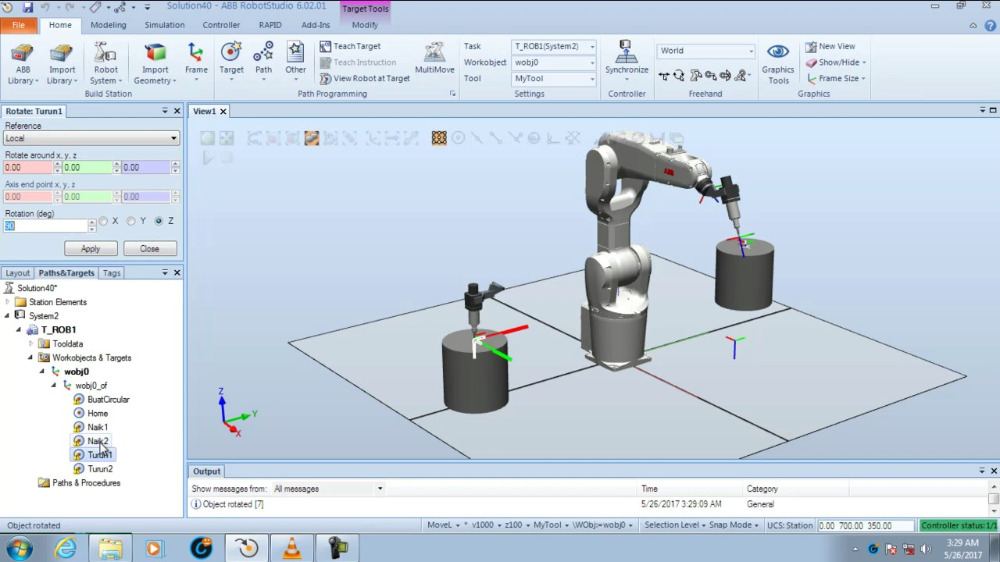 Solution40 - ABB RobotStudio 6.02.01
Target Tools
File Home Modeling Simulation Controller RAPID Add-Ins Modify
ABB Library
Import Library
Robot System
Import Geometry
Frame
Build Station
Target
Path
Other
Teach Target
Teach Instruction
View Robot at Target
MultiMove
Path Programming
Task T_ROB1(System2)
Workobject wobj0
Tool MyTool
Settings
Synchronize
Controller
World
Freehand
Graphics Tools
New View
Show/Hide
Frame Size
Graphics
Rotate: Turun1
Reference
Local
Rotate around x, y, z
0.00 0.00 0.00
Axis end point x, y, z
0.00 0.00 0.00
Rotation (deg)
90 X Y Z
Apply Close
Layout Paths&Targets Tags
Solution40*
Station Elements
System2
T_ROB1
Tooldata
Workobjects & Targets
wobj0
wobj0_of
BuatCircular
Home
Naik1
Naik2
Turun1
Turun2
Paths & Procedures
View1
ABB
Z
Y
X
Output
Show messages from: All messages Time Category
Object rotated [7] 5/26/2017 3:29:09 AM General
Object rotated MoveL * v1000 z100 MyTool \WObj:=wobj0 Selection Level Snap Mode UCS: Station 0.00 700.00 350.00 Controller status:1/1
3:29 AM
5/26/2017